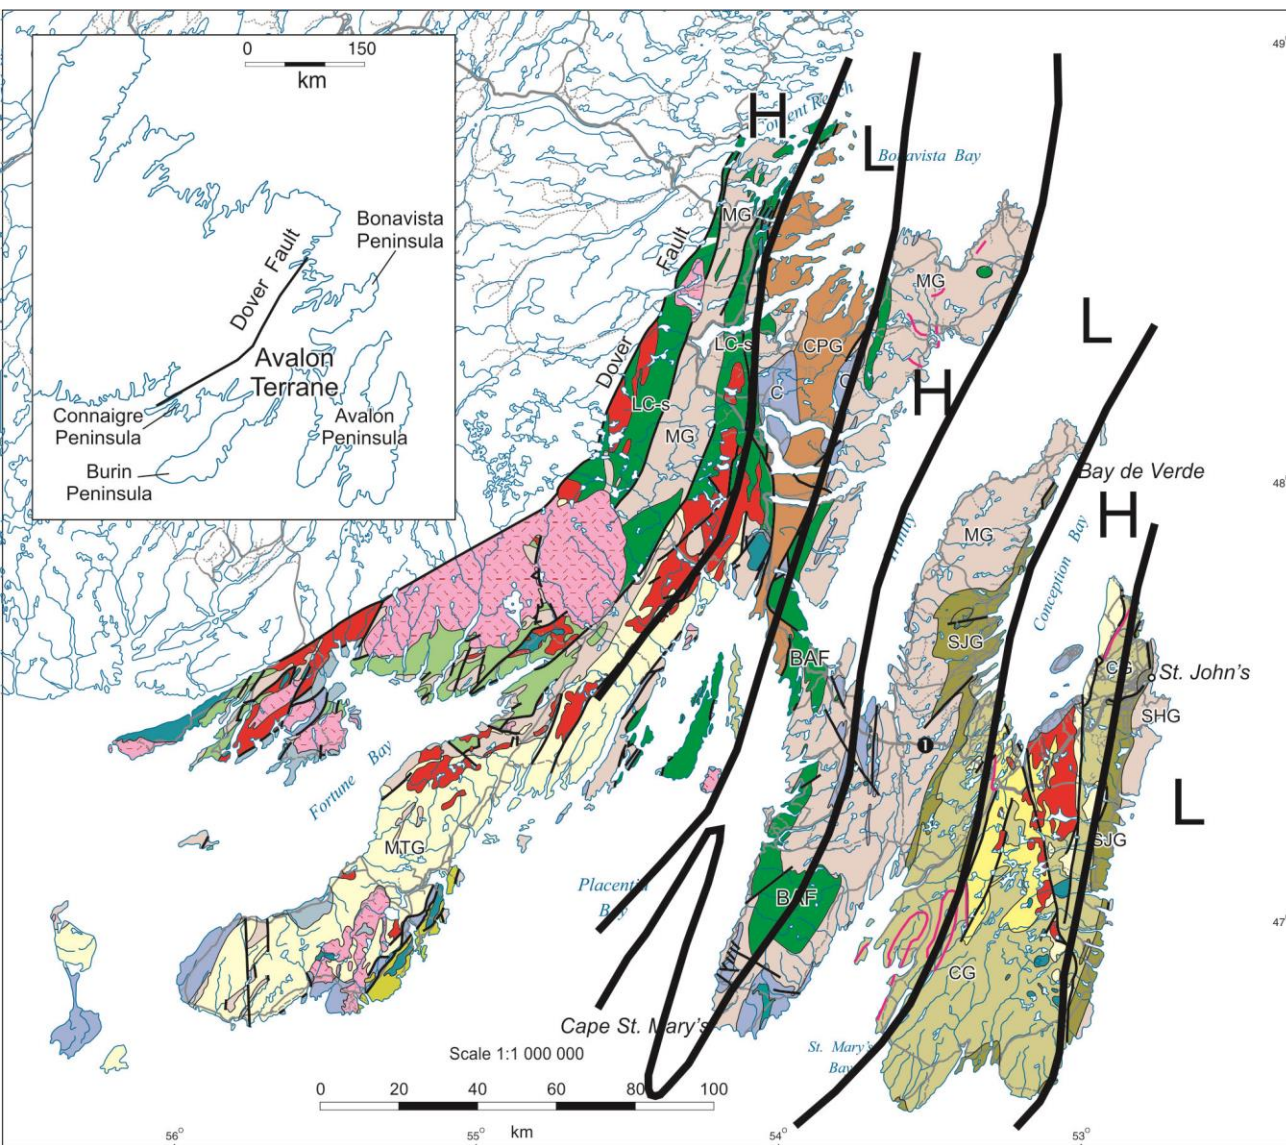 0 150
km
Bonavista
Peninsula
Dover Fault
Avalon
Terrane
Connaigre
Peninsula
Avalon
Peninsula
Burin
Peninsula
49
H
L
Bonavista Bay
MG
Dover Fault
MG
L
LC-s
CPG
C
C
LC-s
H
MG
48
Bay de Verde
H
MG
Conception Bay
SJG
BAF
CG
St. John's
SHG
1
Fortune Bay
L
MTG
SJG
Placentia
Bay
BAF
47
CG
Cape St. Mary's
St. Mary's
Bay
Scale 1:1 000 000
0 20 40 60 80 100
km
56°
55°
54°
53°